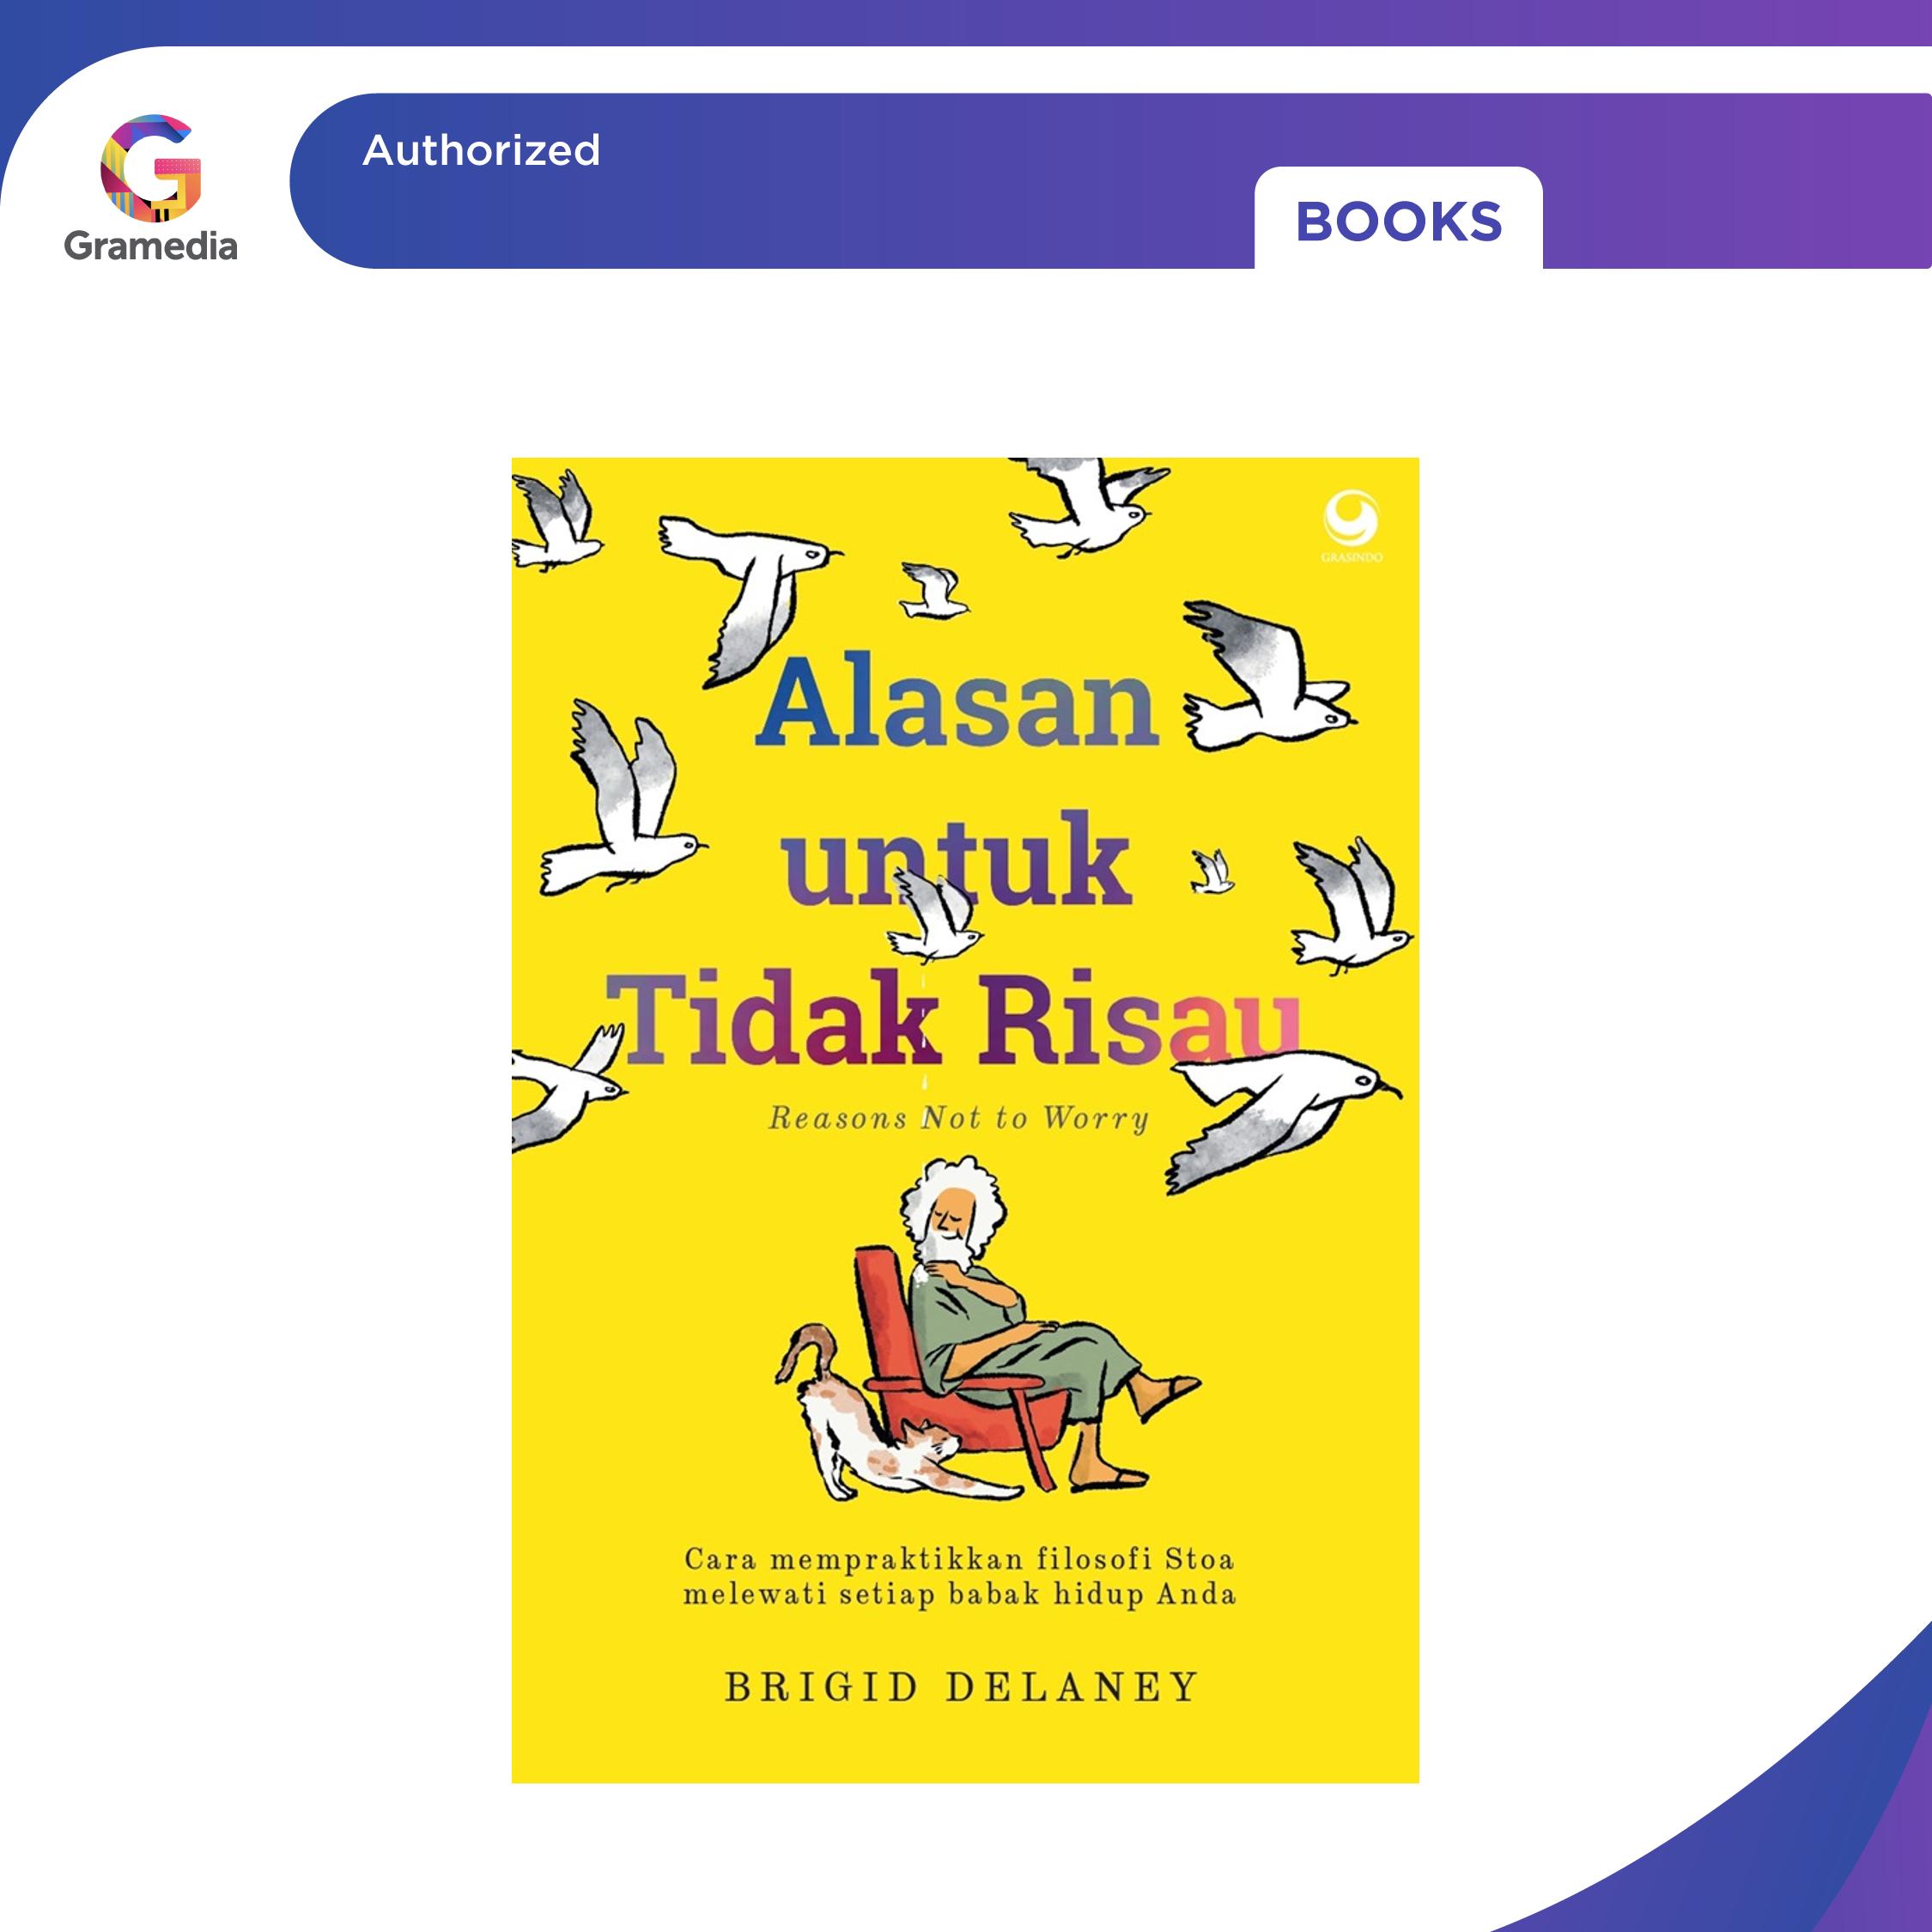 Authorized
Gramedia
BOOKS
GRASINDO
Alasan
untuk
Tidak Risau
Reasons Not to Worry
Cara mempraktikkan filosofi Stoa
melewati setiap babak hidup Anda
BRIGID DELANEY